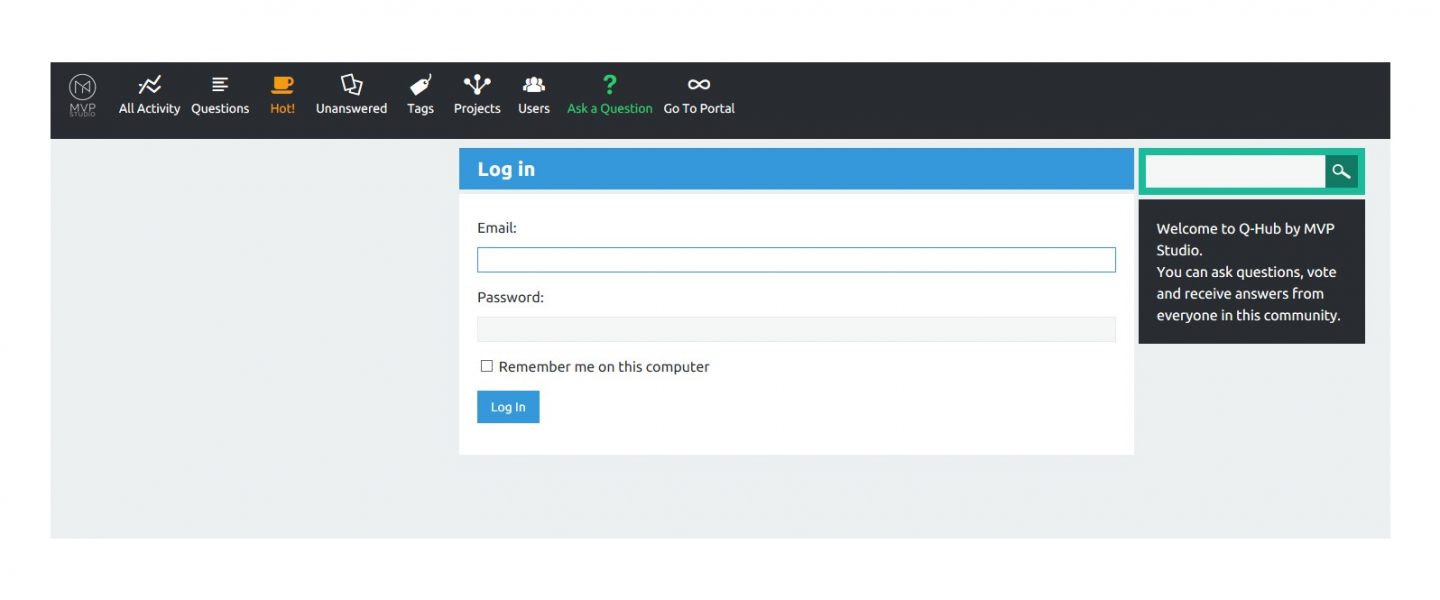 MVP
STUDIO
All Activity Questions Hot! Unanswered Tags Projects Users Ask a Question Go To Portal
Log in
Email:
Password:
Remember me on this computer
Log In
Welcome to Q-Hub by MVP
Studio.
You can ask questions, vote
and receive answers from
everyone in this community.